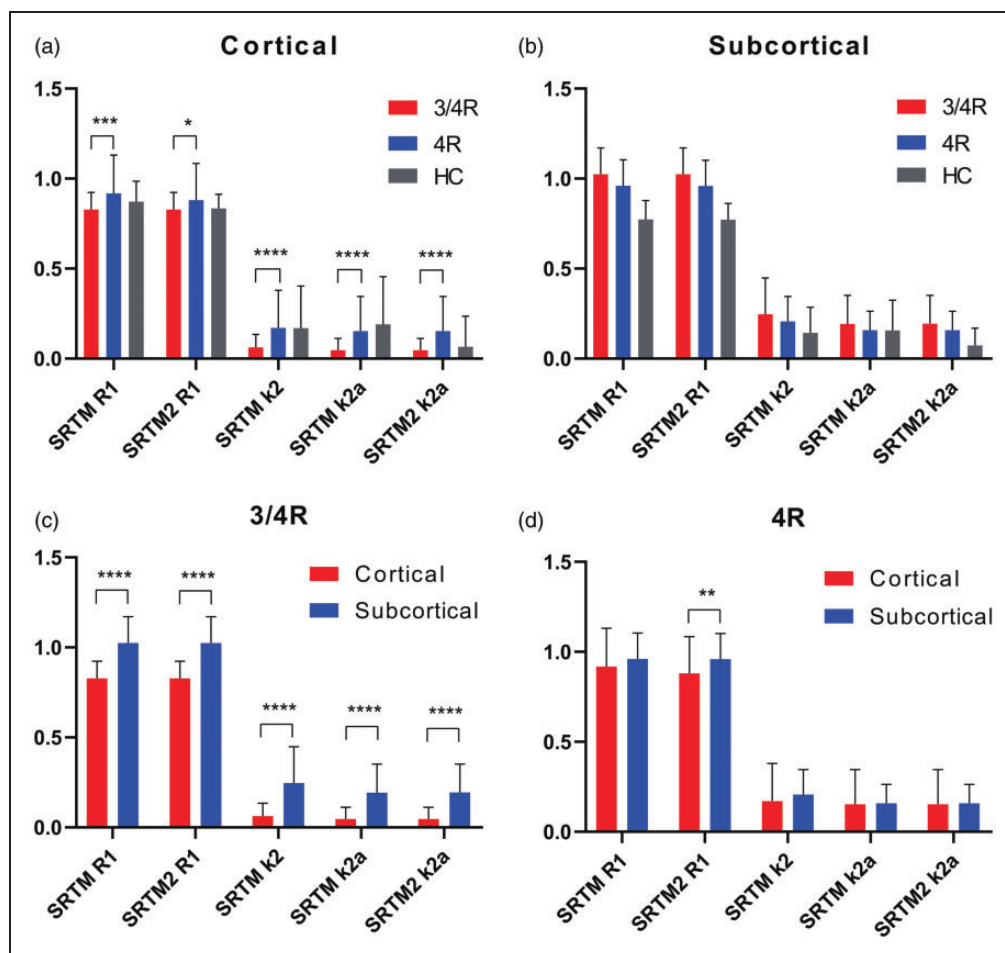 (a) Cortical
1.5
1.0
0.5
0.0
*** *
**** **** ****
3/4R
4R
HC
SRTM R1
SRTM2 R1
SRTM k2
SRTM k2a
SRTM2 k2a
(b) Subcortical
1.5
1.0
0.5
0.0
3/4R
4R
HC
SRTM R1
SRTM2 R1
SRTM k2
SRTM k2a
SRTM2 k2a
(c) 3/4R
1.5
1.0
0.5
0.0
**** ****
**** **** ****
Cortical
Subcortical
SRTM R1
SRTM2 R1
SRTM k2
SRTM k2a
SRTM2 k2a
(d) 4R
1.5
1.0
0.5
0.0
**
Cortical
Subcortical
SRTM R1
SRTM2 R1
SRTM k2
SRTM k2a
SRTM2 k2a